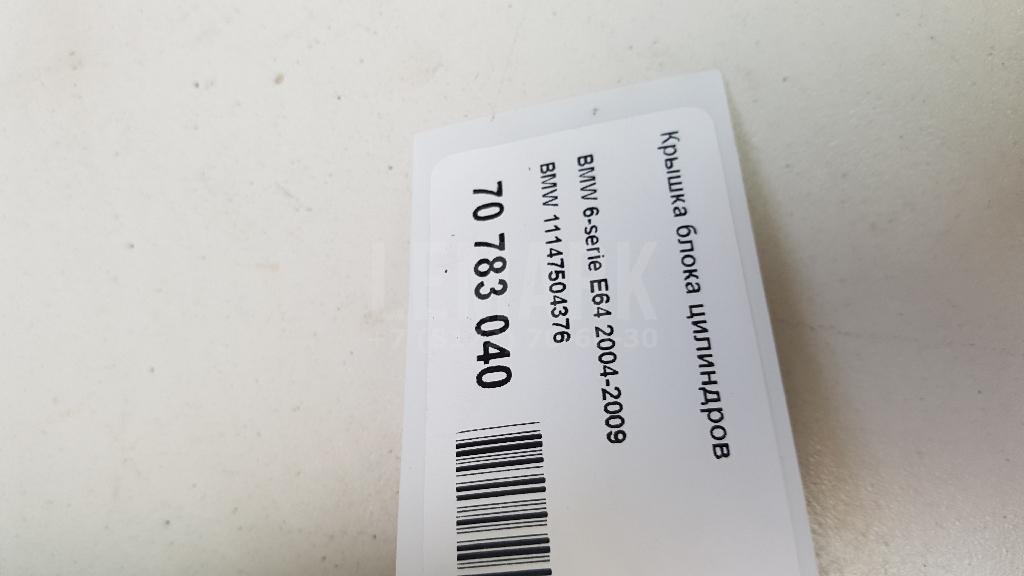 Крышка блока цилиндров
BMW 6-serie E64 2004-2009
BMW 11147504376
70 783 040